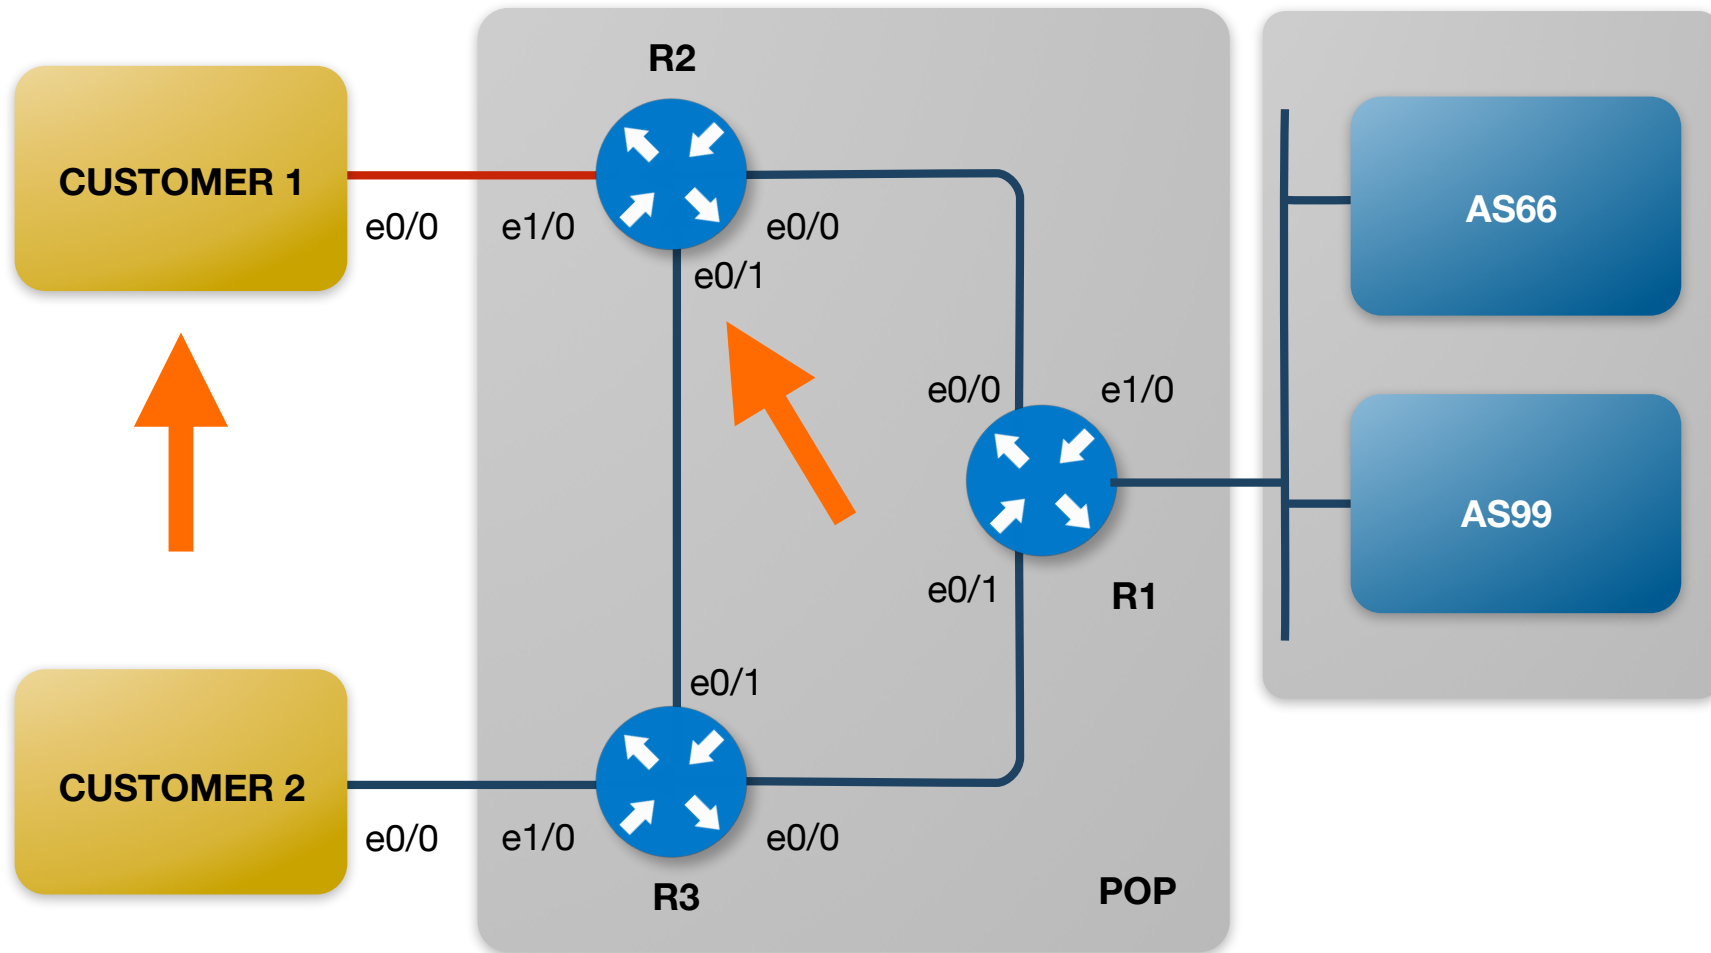 R2
CUSTOMER 1
e0/0
e1/0
e0/0
e0/1
AS66
e0/0
e1/0
AS99
e0/1
R1
e0/1
CUSTOMER 2
e0/0
e1/0
e0/0
R3
POP